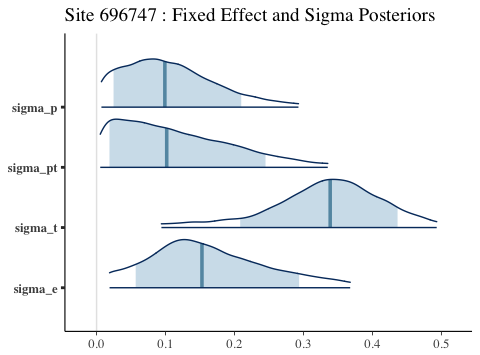 Site 696747 : Fixed Effect and Sigma Posteriors
sigma_p
sigma_pt
sigma_t
sigma_e
0.0 0.1 0.2 0.3 0.4 0.5